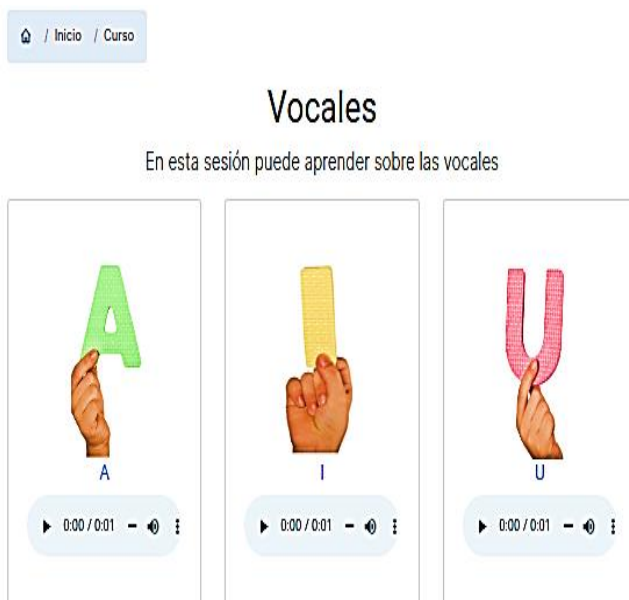 / Inicio / Curso
Vocales
En esta sesión puede aprender sobre las vocales
A I U
A I U
0:00 / 0:01 0:00 / 0:01 0:00 / 0:01